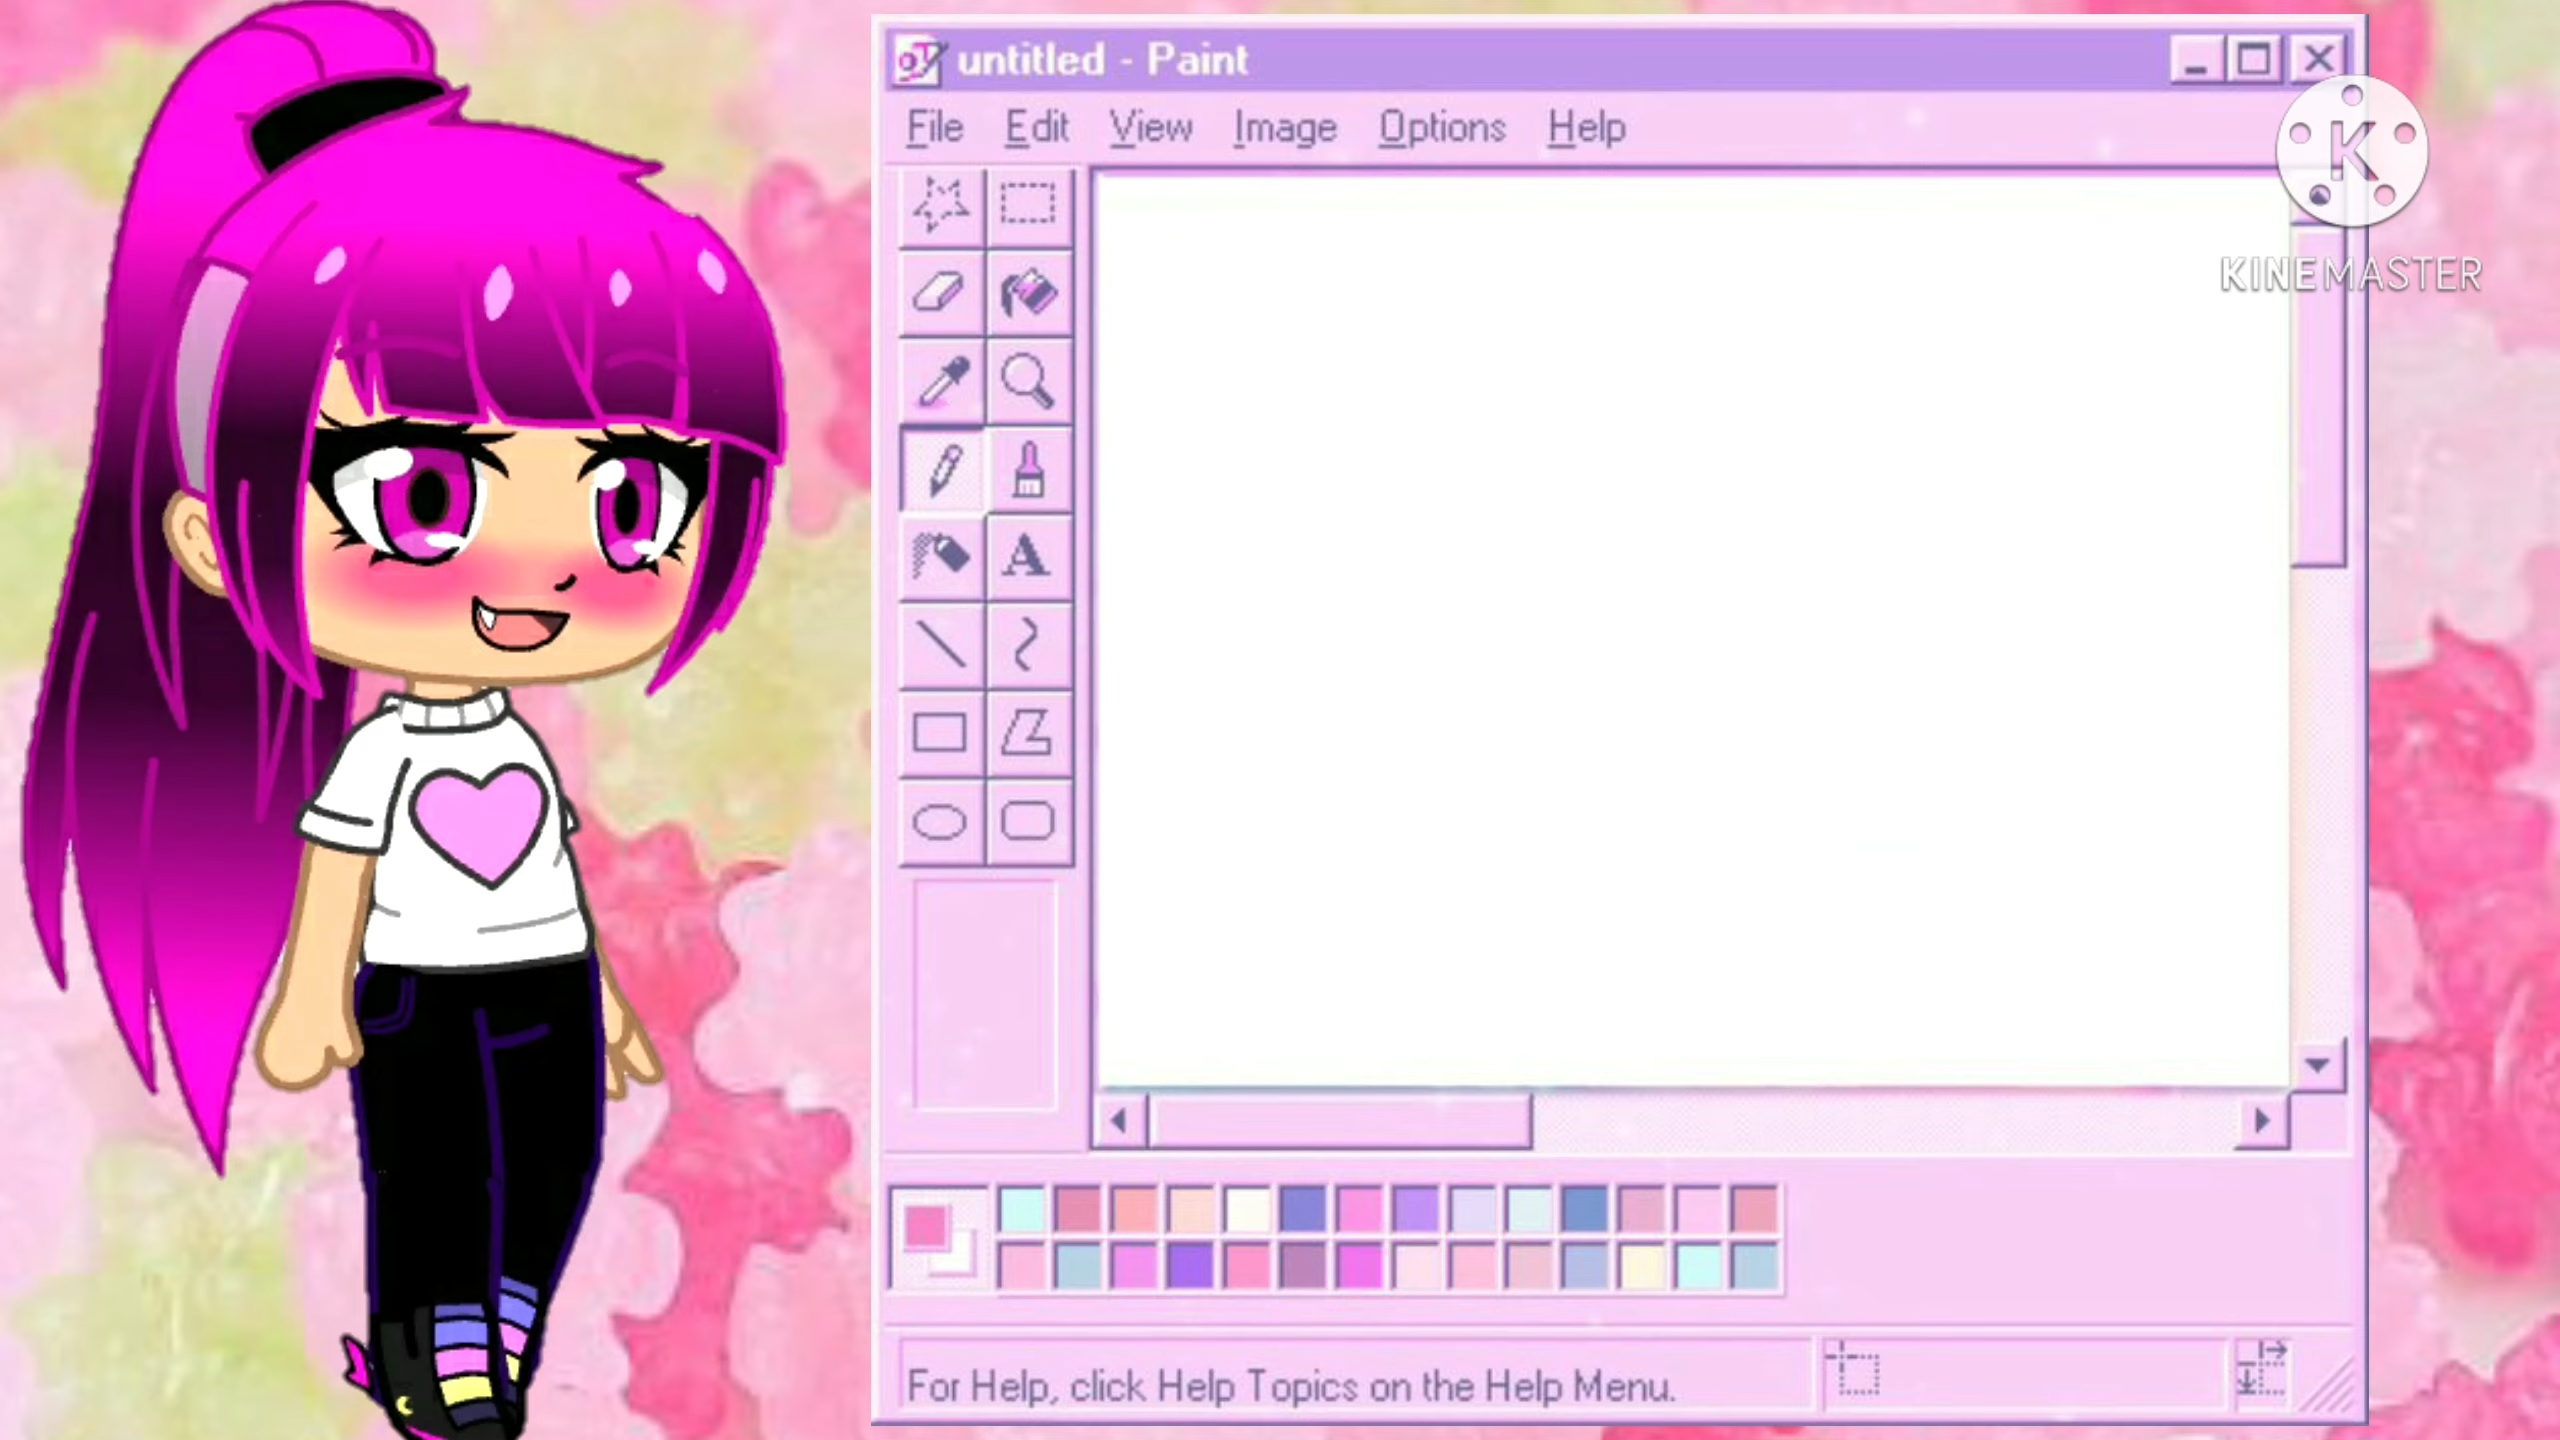 untitled - Paint
File Edit View Image Options Help
K
KINEMASTER
A
For Help, click Help Topics on the Help Menu.